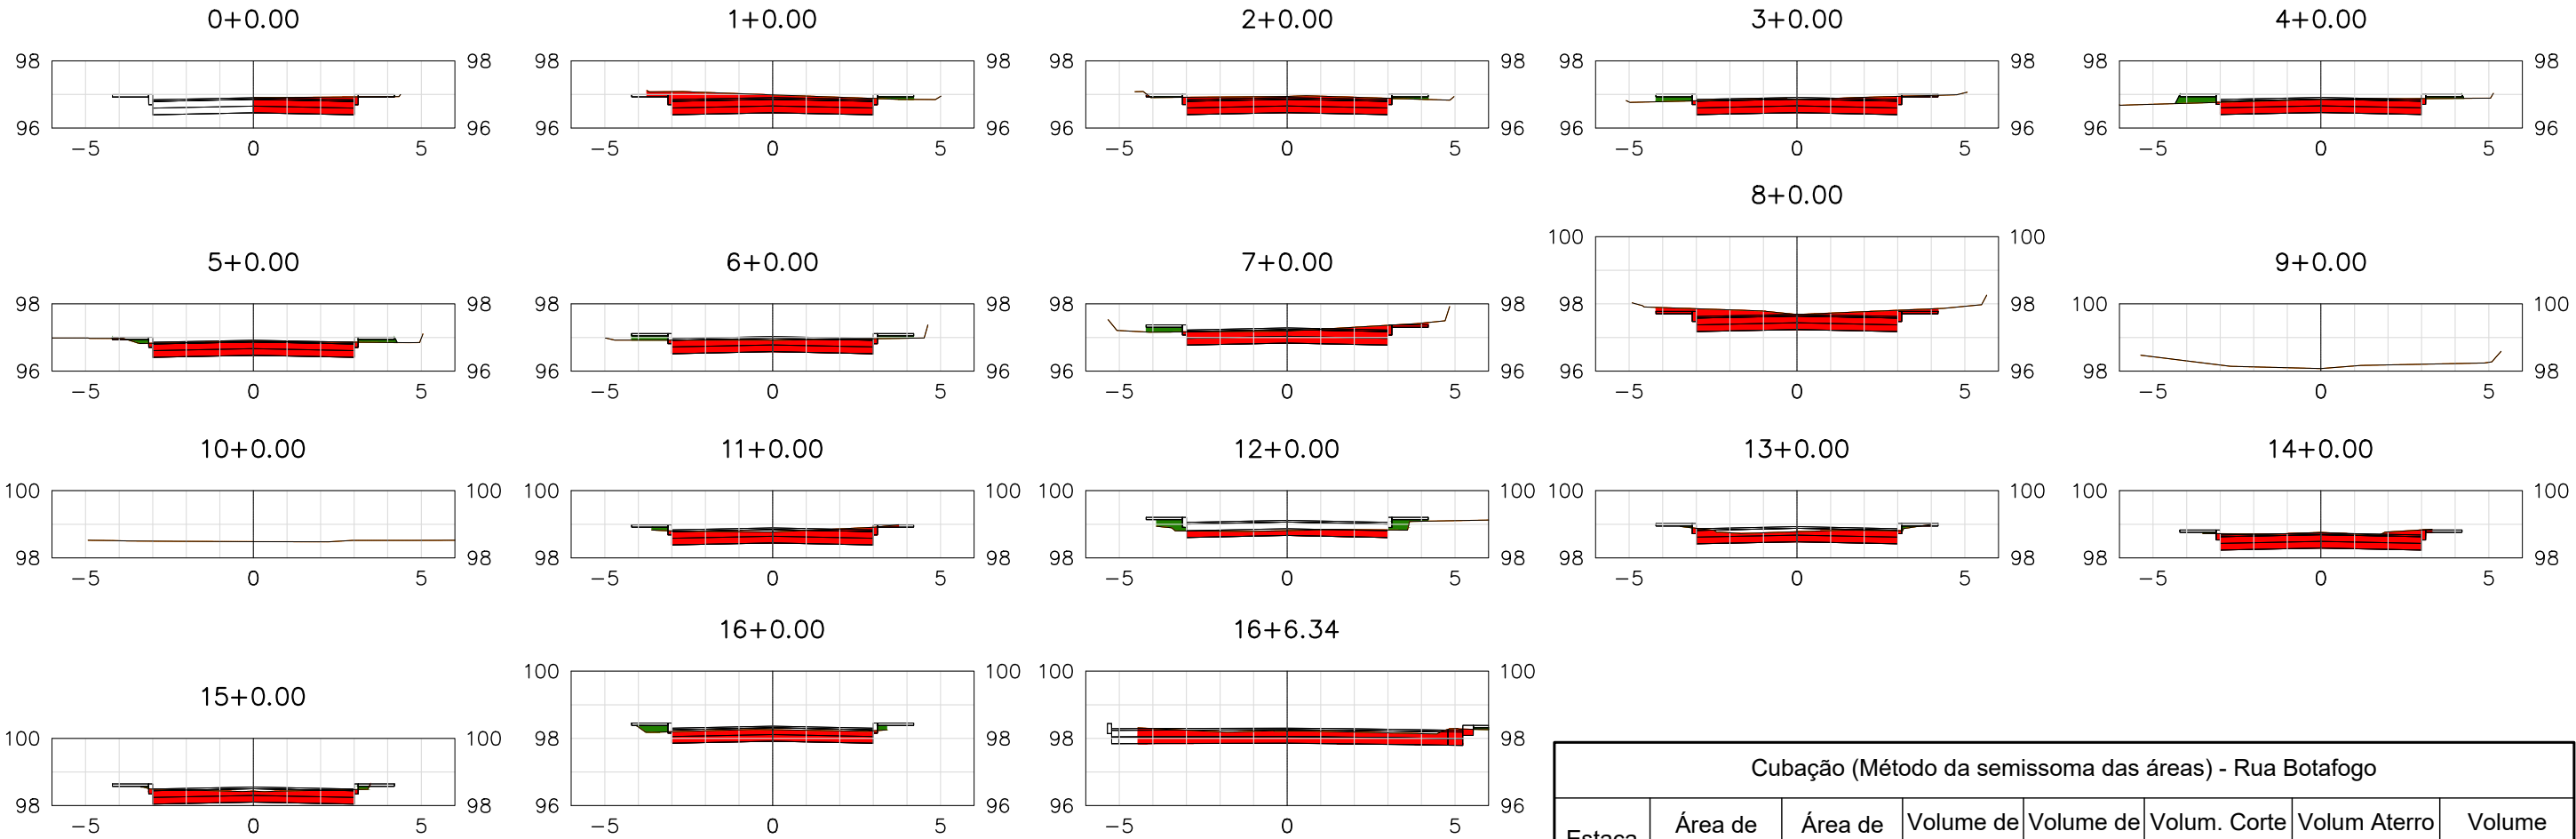 0+0.00 1+0.00 2+0.00 3+0.00 4+0.00
98 98 98 98 98 98 98 98 98 98
96 96 96 96 96 96 96 96 96 96
-5 0 5 -5 0 5 -5 0 5 -5 0 5 -5 0 5
8+0.00
100 100
5+0.00 6+0.00 7+0.00 9+0.00
98 98 98 98 98 98 98 98 100 100
96 96 96 96 96 96 96 96 98 98
-5 0 5 -5 0 5 -5 0 5 -5 0 5 -5 0 5
10+0.00 11+0.00 12+0.00 13+0.00 14+0.00
100 100 100 100 100 100 100 100 100 100
98 98 98 98 98 98 98 98 98 98
-5 0 5 -5 0 5 -5 0 5 -5 0 5 -5 0 5
16+0.00 16+6.34
100 100 100 100
15+0.00
100 100 98 98 98 98
98 98 96 96 96 96
-5 0 5 -5 0 5 -5 0 5
Cubação (Método da semissoma das áreas) - Rua Botafogo
Estaca Área de Área de Volume de Volume de Volum. Corte Volum Aterro Volume